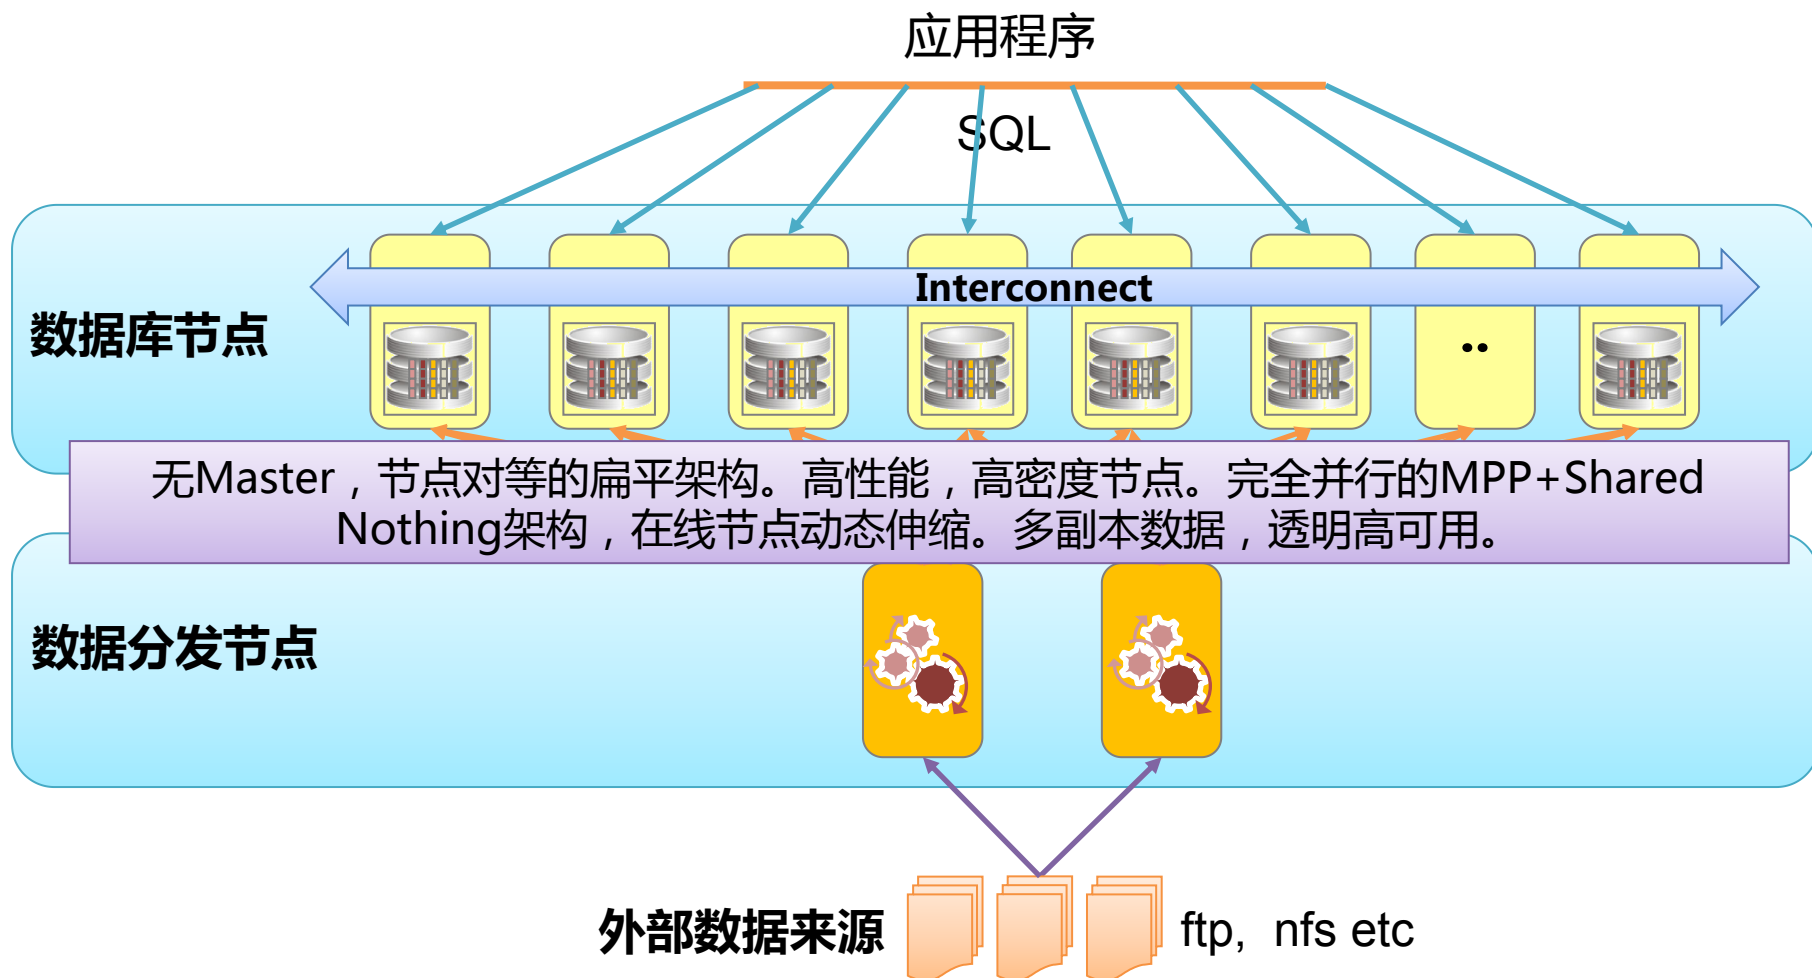 应用程序
SQL
Interconnect
数据库节点
..
无Master，节点对等的扁平架构。高性能，高密度节点。完全并行的MPP+Shared
Nothing架构，在线节点动态伸缩。多副本数据，透明高可用。
数据分发节点
外部数据来源
ftp, nfs etc